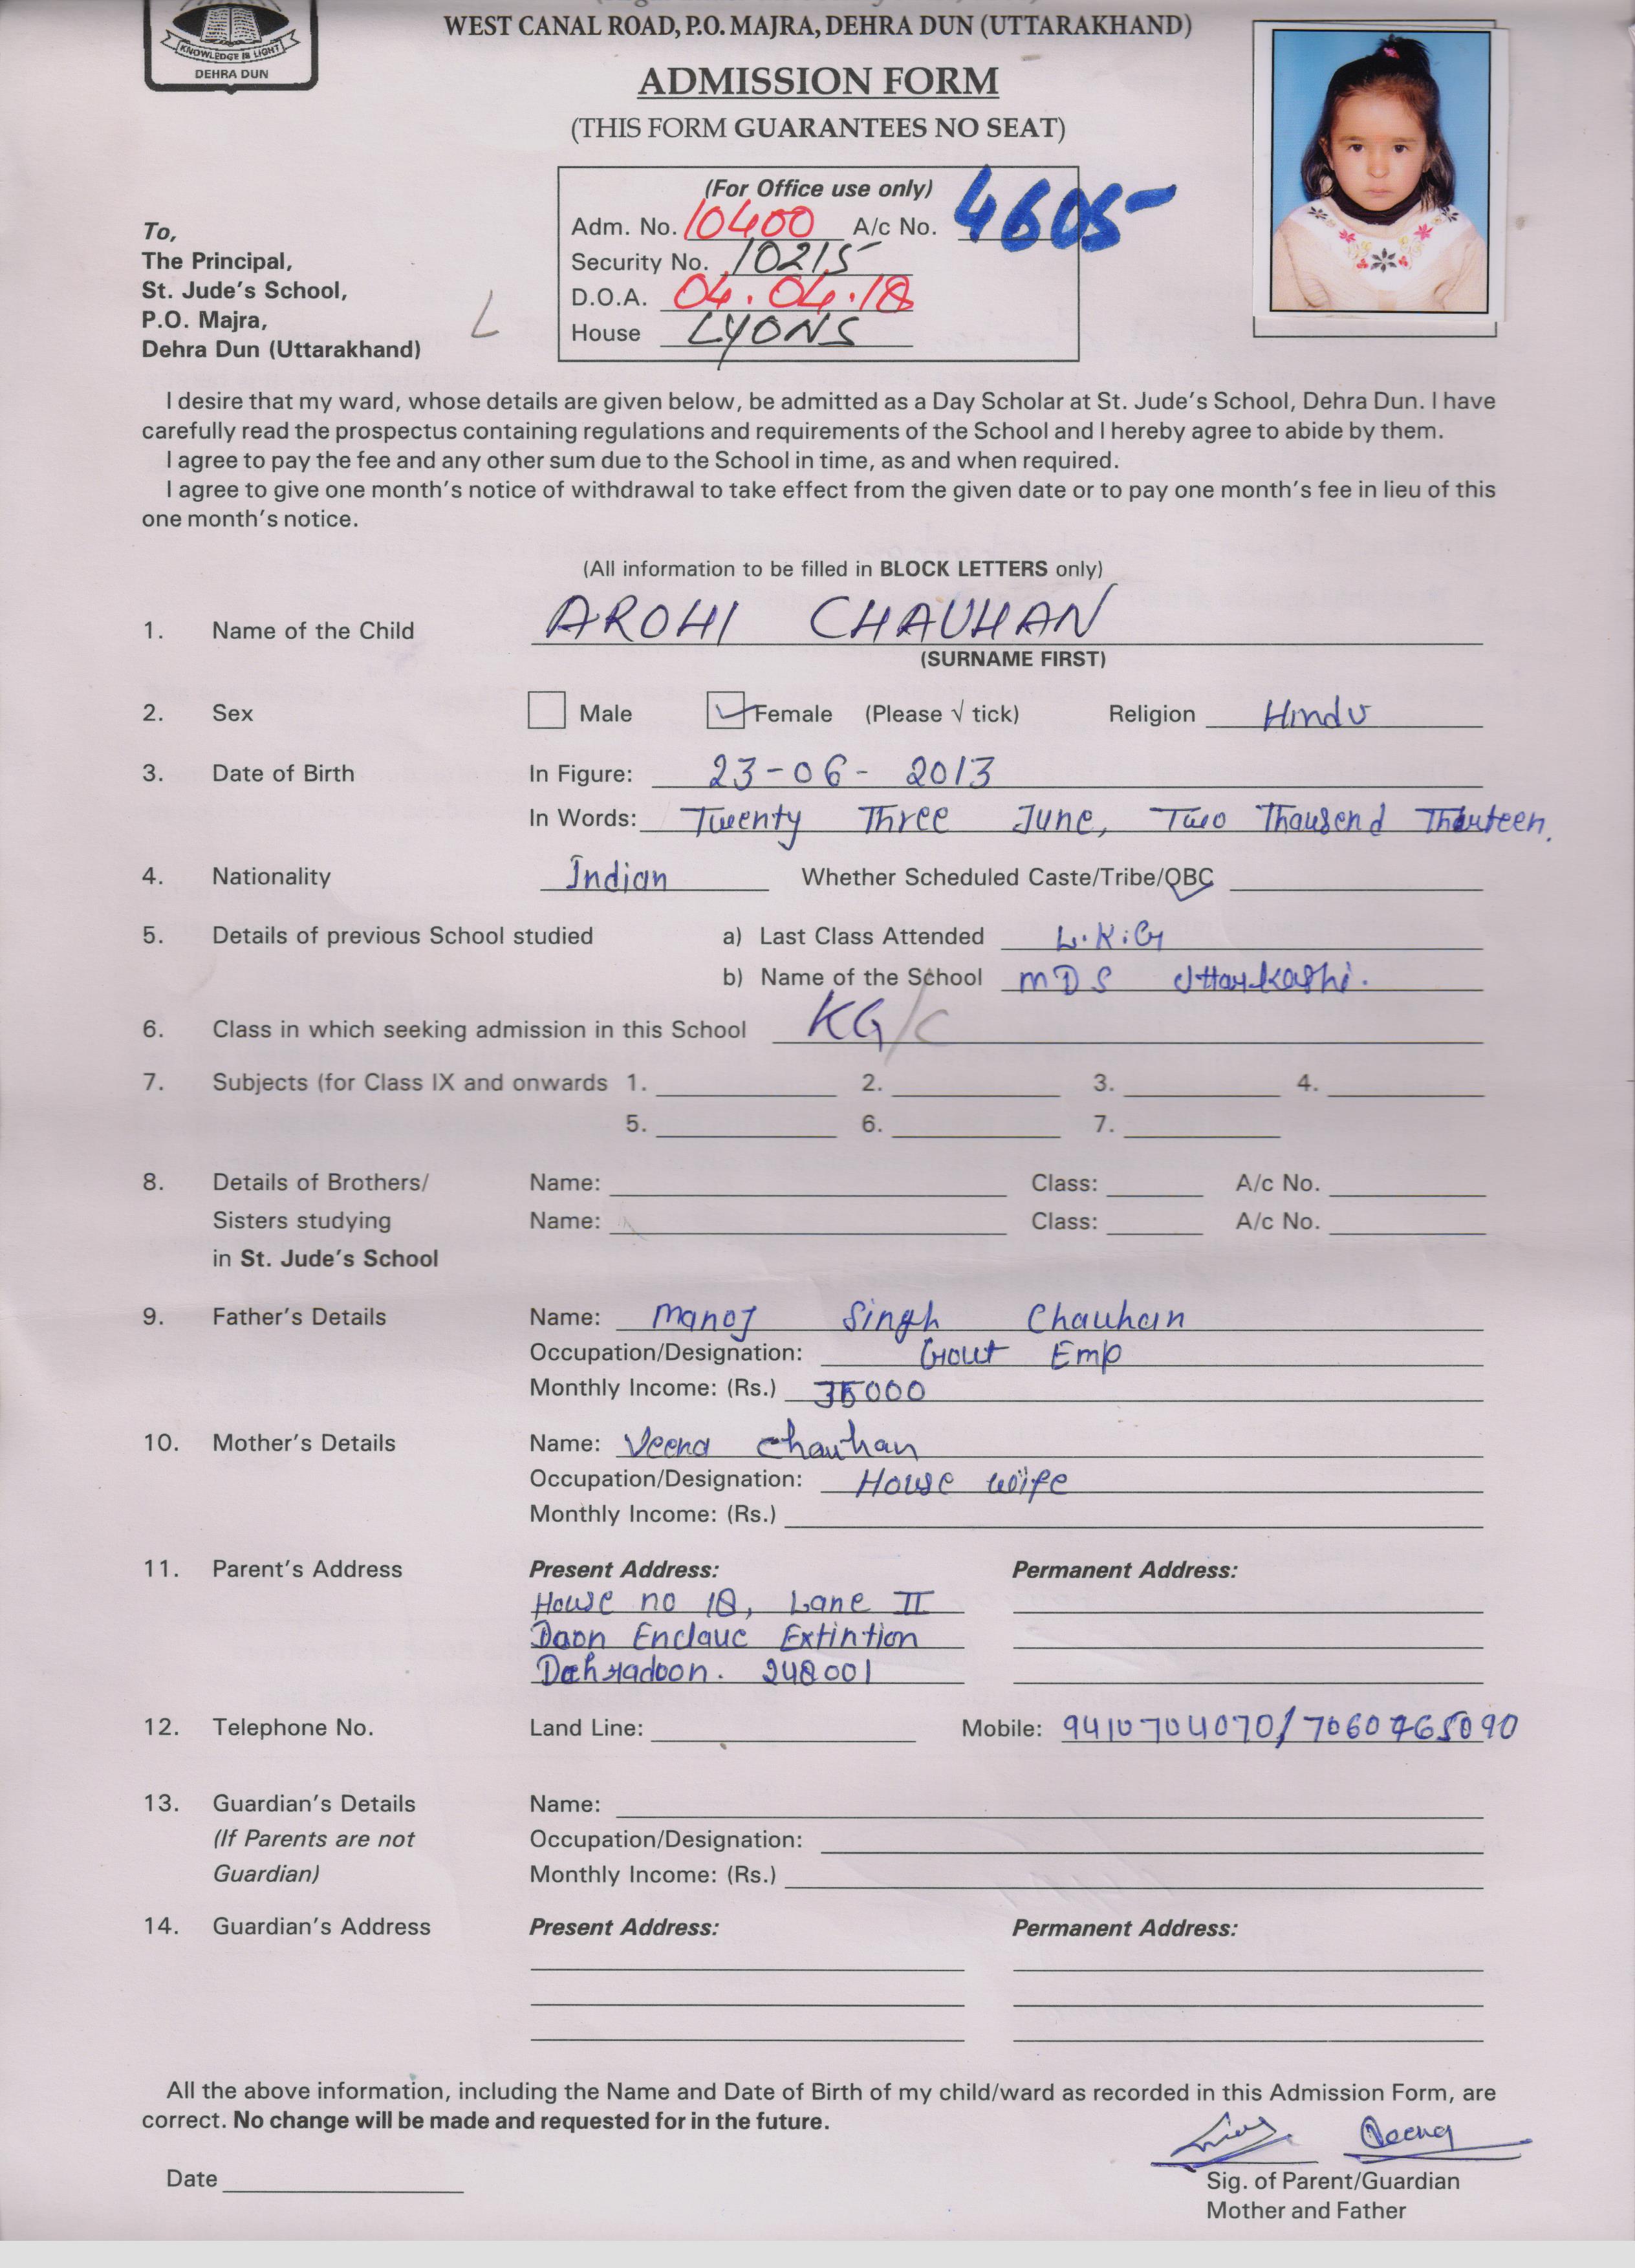 KNOWLEDGE IS LIGHT
DEHRA DUN
WEST CANAL ROAD, P.O. MAJRA, DEHRA DUN (UTTARAKHAND)
ADMISSION FORM
(THIS FORM GUARANTEES NO SEAT)
(For Office use only)
Adm. No. 10400 A/c No. 4605
Security No. 10215
D.O.A. 04.04.18
House LYONS
To,
The Principal,
St. Jude's School,
P.O. Majra,
Dehra Dun (Uttarakhand)
L
I desire that my ward, whose details are given below, be admitted as a Day Scholar at St. Jude's School, Dehra Dun. I have
carefully read the prospectus containing regulations and requirements of the School and I hereby agree to abide by them.
I agree to pay the fee and any other sum due to the School in time, as and when required.
I agree to give one month's notice of withdrawal to take effect from the given date or to pay one month's fee in lieu of this
one month's notice.
(All information to be filled in BLOCK LETTERS only)
1. Name of the Child AROHI CHAUHAN
(SURNAME FIRST)
2. Sex Male Female (Please √ tick) Religion Hindu
3. Date of Birth In Figure: 23-06- 2013
In Words: Twenty Three June, Two Thausend Thurteen.
4. Nationality Indian Whether Scheduled Caste/Tribe/OBC
5. Details of previous School studied a) Last Class Attended L.K.G
b) Name of the School MDS Uttarkashi.
6. Class in which seeking admission in this School KG/C
7. Subjects (for Class IX and onwards 1. 2. 3. 4.
5. 6. 7.
8. Details of Brothers/ Name: Class: A/c No.
Sisters studying Name: Class: A/c No.
in St. Jude's School
9. Father's Details Name: Manoj Singh Chauhan
Occupation/Designation: Govt Emp
Monthly Income: (Rs.) 35000
10. Mother's Details Name: Veena Chauhan
Occupation/Designation: House wife
Monthly Income: (Rs.)
11. Parent's Address Present Address: Permanent Address:
House no 18, Lane II
Doon Enclave Extintion
Dehradoon. 248001
12. Telephone No. Land Line: Mobile: 9410704070/7060765090
13. Guardian's Details Name:
(If Parents are not Occupation/Designation:
Guardian) Monthly Income: (Rs.)
14. Guardian's Address Present Address: Permanent Address:
All the above information, including the Name and Date of Birth of my child/ward as recorded in this Admission Form, are
correct. No change will be made and requested for in the future.
Veena
Date
Sig. of Parent/Guardian
Mother and Father